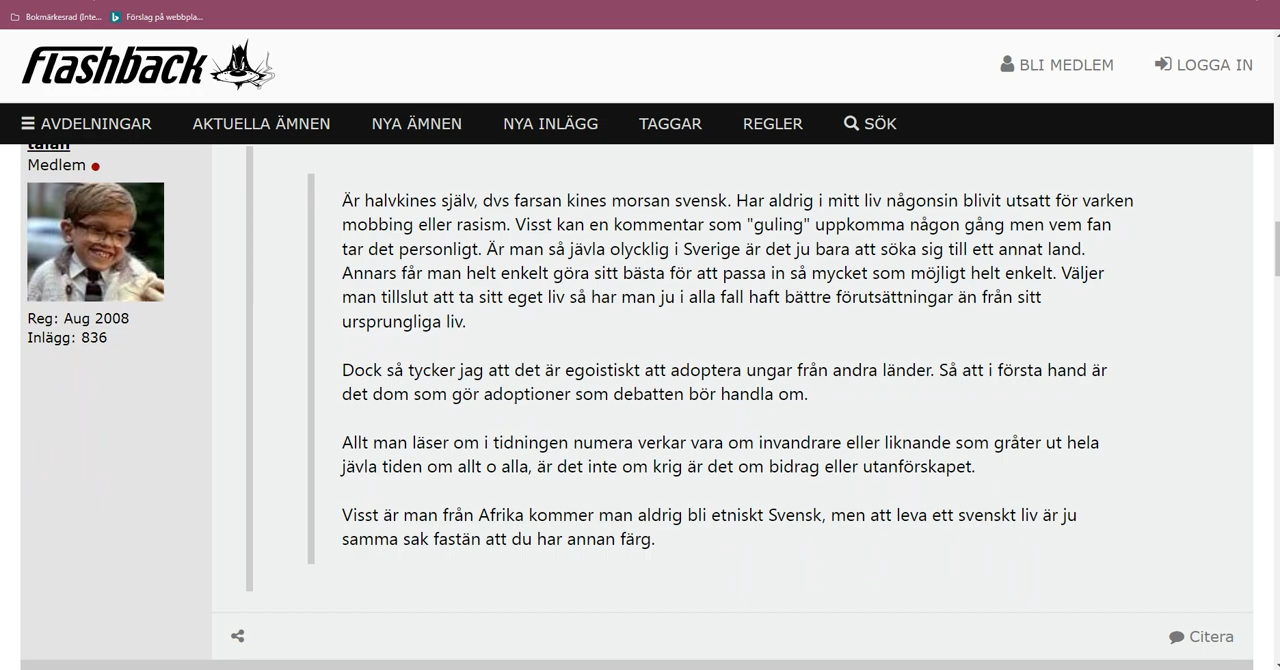 Bokmärkesrad (Inte...
Förslag på webbpla...
flashback
BLI MEDLEM
LOGGA IN
AVDELNINGAR
AKTUELLA ÄMNEN
NYA ÄMNEN
NYA INLÄGG
TAGGAR
REGLER
SÖK
Medlem
Reg: Aug 2008
Inlägg: 836
Är halvkines själv, dvs farsan kines morsan svensk. Har aldrig i mitt liv någonsin blivit utsatt för varken
mobbing eller rasism. Visst kan en kommentar som "guling" uppkomma någon gång men vem fan
tar det personligt. Är man så jävla olycklig i Sverige är det ju bara att söka sig till ett annat land.
Annars får man helt enkelt göra sitt bästa för att passa in så mycket som möjligt helt enkelt. Väljer
man tillslut att ta sitt eget liv så har man ju i alla fall haft bättre förutsättningar än från sitt
ursprungliga liv.
Dock så tycker jag att det är egoistiskt att adoptera ungar från andra länder. Så att i första hand är
det dom som gör adoptioner som debatten bör handla om.
Allt man läser om i tidningen numera verkar vara om invandrare eller liknande som gråter ut hela
jävla tiden om allt o alla, är det inte om krig är det om bidrag eller utanförskapet.
Visst är man från Afrika kommer man aldrig bli etniskt Svensk, men att leva ett svenskt liv är ju
samma sak fastän att du har annan färg.
Citera